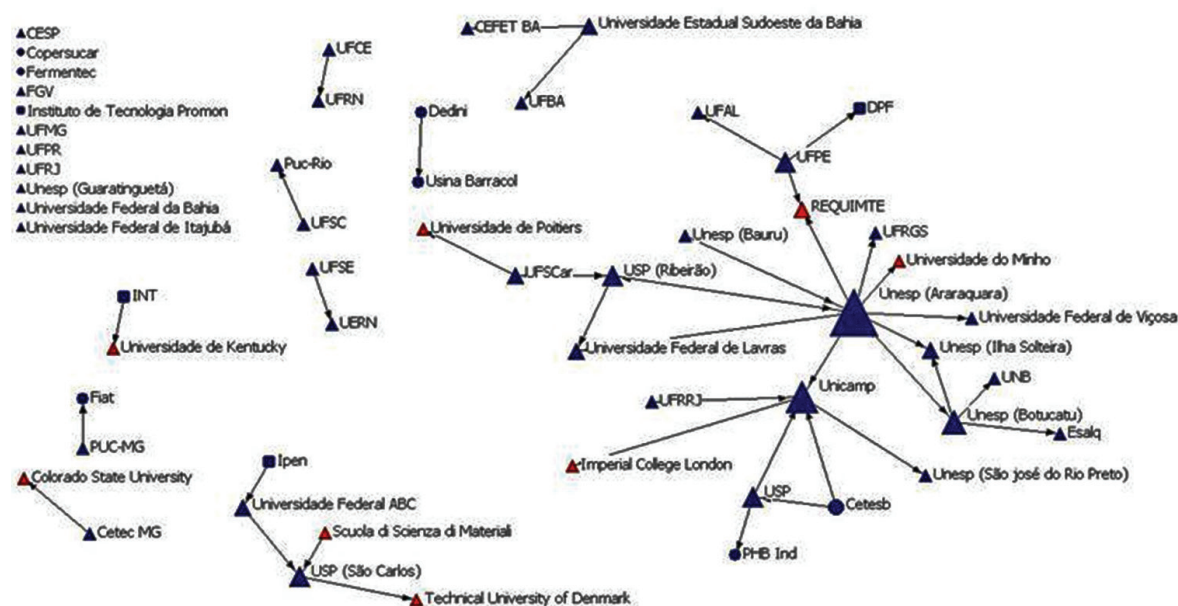 CESP
Copersucar
Fermentec
FGV
Instituto de Tecnologia Promon
UFMG
UFPR
UFRJ
Unesp (Guaratinguetá)
Universidade Federal da Bahia
Universidade Federal de Itajubá
UFCE
UFRN
CEFET BA
Universidade Estadual Sudoeste da Bahia
UFBA
Dedini
Usina Barracol
UFAL
DPF
UFPE
REQUIMTE
Puc-Rio
UFSC
Universidade de Poitiers
Unesp (Bauru)
UFRGS
Universidade do Minho
UFSE
UERN
UFSCar
USP (Ribeirão)
Unesp (Araraquara)
Universidade Federal de Viçosa
INT
Universidade de Kentucky
Universidade Federal de Lavras
Unesp (Ilha Solteira)
Unicamp
UNB
Fiat
PUC-MG
UFRRJ
Unesp (Botucatu)
Esalq
Colorado State University
Cetec MG
Ipen
Imperial College London
Unesp (São josé do Rio Preto)
Universidade Federal ABC
USP
Cetesb
Scuola di Scienza di Materiali
PHB Ind
USP (São Carlos)
Technical University of Denmark